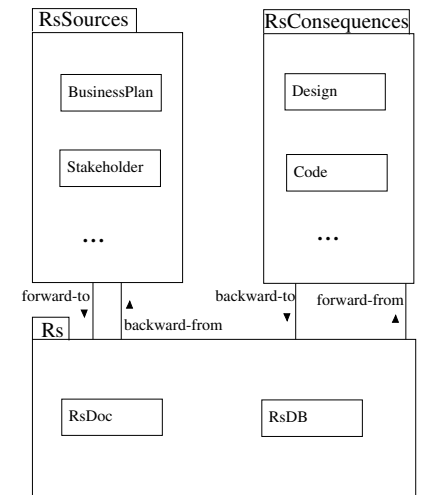 RsSources
BusinessPlan
Stakeholder
...
RsConsequences
Design
Code
...
forward-to
backward-from
backward-to
forward-from
Rs
RsDoc
RsDB